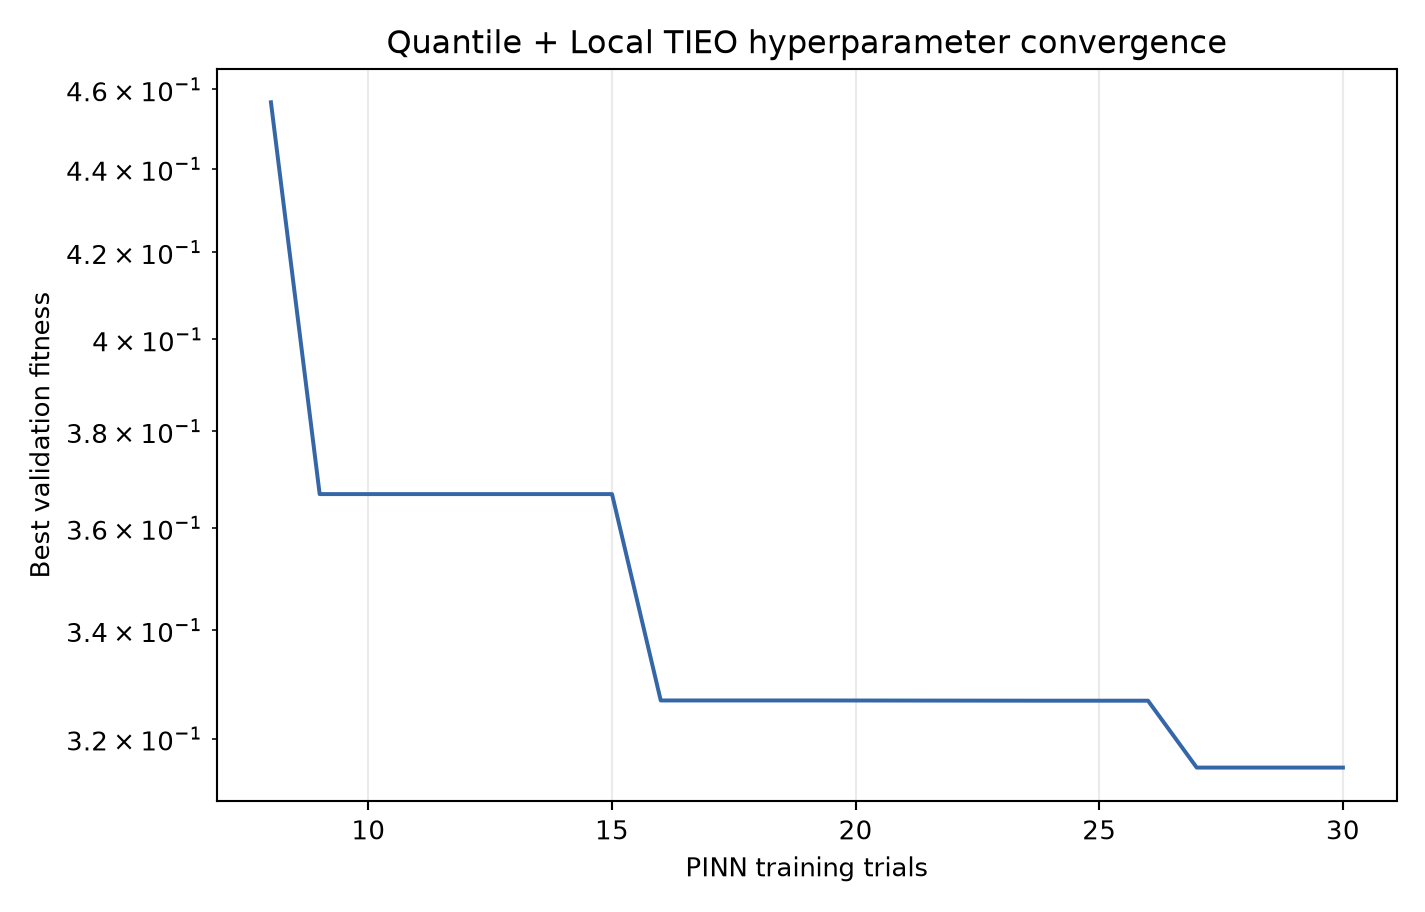 Quantile + Local TIEO hyperparameter convergence
4.6 × 10⁻¹
4.4 × 10⁻¹
4.2 × 10⁻¹
4 × 10⁻¹
3.8 × 10⁻¹
3.6 × 10⁻¹
3.4 × 10⁻¹
3.2 × 10⁻¹
Best validation fitness
10 15 20 25 30
PINN training trials